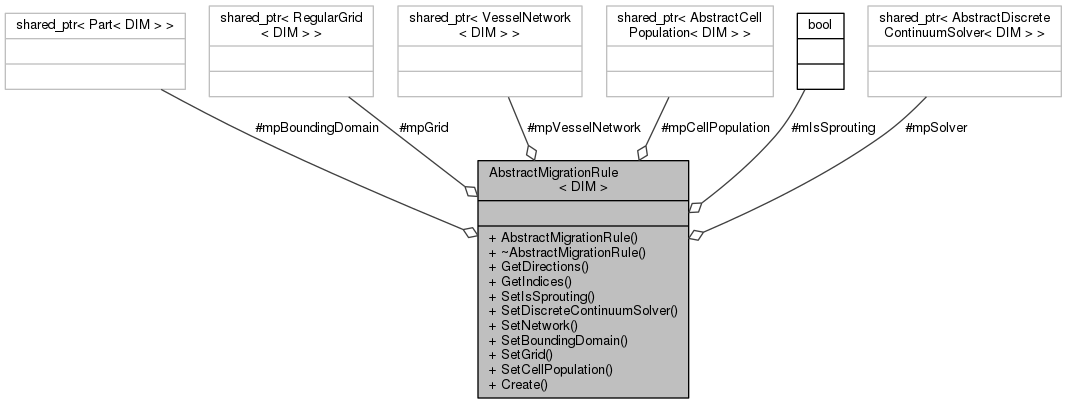 shared_ptr< Part< DIM > >
shared_ptr< RegularGrid
< DIM > >
shared_ptr< VesselNetwork
< DIM > >
shared_ptr< AbstractCell
Population< DIM > >
bool
shared_ptr< AbstractDiscrete
ContinuumSolver< DIM > >
#mpBoundingDomain
#mpGrid
#mpVesselNetwork
#mpCellPopulation
#mIsSprouting
#mpSolver
AbstractMigrationRule
< DIM >
+ AbstractMigrationRule()
+ ~AbstractMigrationRule()
+ GetDirections()
+ GetIndices()
+ SetIsSprouting()
+ SetDiscreteContinuumSolver()
+ SetNetwork()
+ SetBoundingDomain()
+ SetGrid()
+ SetCellPopulation()
+ Create()